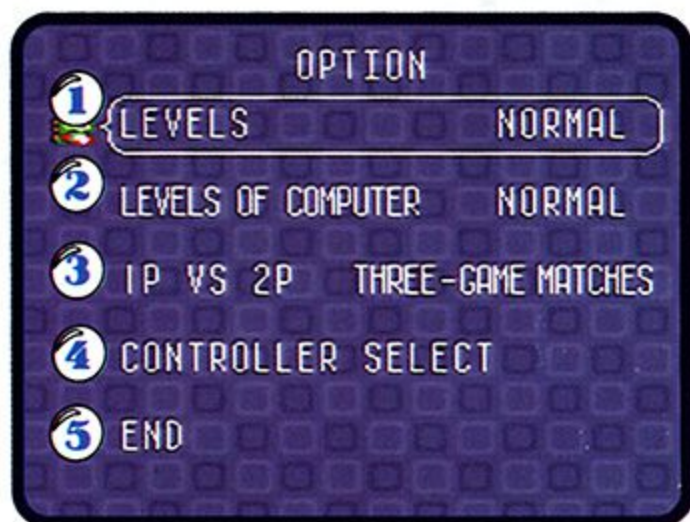 OPTION
1 LEVELS NORMAL
2 LEVELS OF COMPUTER NORMAL
3 1P VS 2P THREE-GAME MATCHES
4 CONTROLLER SELECT
5 END